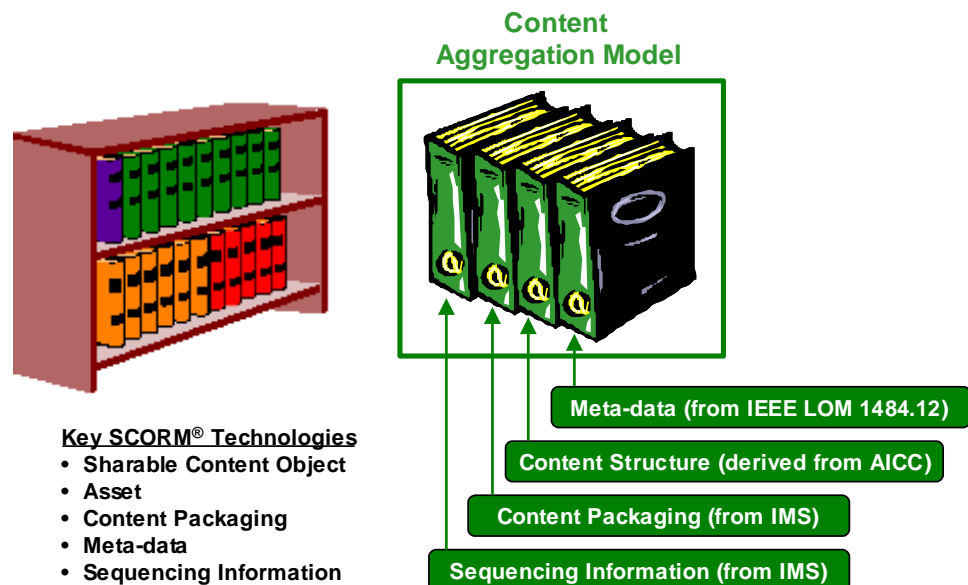 Content
Aggregation Model
Meta-data (from IEEE LOM 1484.12)
Content Structure (derived from AICC)
Content Packaging (from IMS)
Sequencing Information (from IMS)
Key SCORM® Technologies
• Sharable Content Object
• Asset
• Content Packaging
• Meta-data
• Sequencing Information